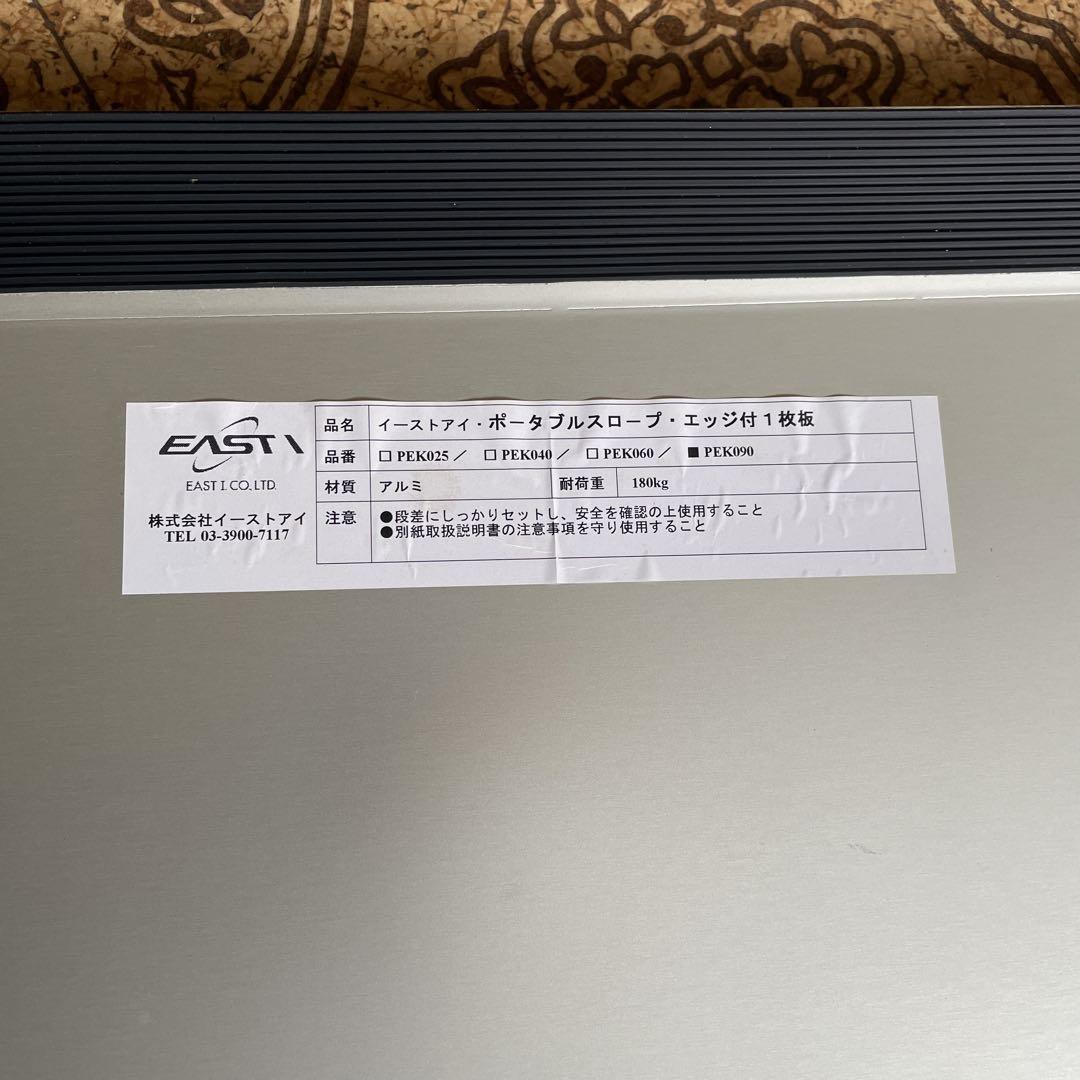 EAST I
EAST I. CO., LTD.
株式会社イーストアイ
TEL 03-3900-7117
品名 イーストアイ・ポータブルスロープ・エッジ付１枚板
品番 □ PEK025 ／ □ PEK040 ／ □ PEK060 ／ ■ PEK090
材質 アルミ 耐荷重 180kg
注意 ●段差にしっかりセットし、安全を確認の上使用すること
●別紙取扱説明書の注意事項を守り使用すること